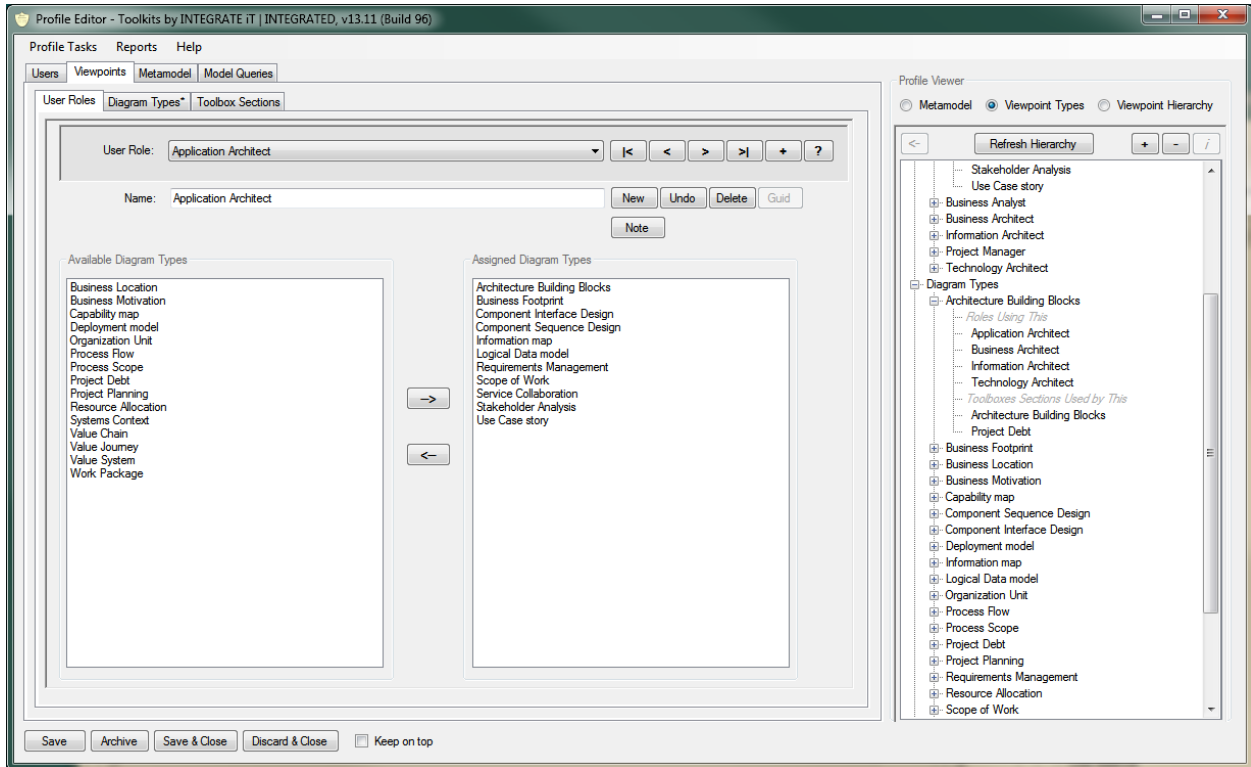 Profile Editor - Toolkits by INTEGRATE iT | INTEGRATED, v13.11 (Build 96)
Profile Tasks Reports Help
Users Viewpoints Metamodel Model Queries
User Roles Diagram Types* Toolbox Sections
User Role: Application Architect |< < > >| + ?
Name: Application Architect New Undo Delete Guid
Note
Available Diagram Types
Business Location
Business Motivation
Capability map
Deployment model
Organization Unit
Process Flow
Process Scope
Project Debt
Project Planning
Resource Allocation
Systems Context
Value Chain
Value Journey
Value System
Work Package
-->
<--
Assigned Diagram Types
Architecture Building Blocks
Business Footprint
Component Interface Design
Component Sequence Design
Information map
Logical Data model
Requirements Management
Scope of Work
Service Collaboration
Stakeholder Analysis
Use Case story
Profile Viewer
Metamodel Viewpoint Types Viewpoint Hierarchy
<- Refresh Hierarchy + - i
Stakeholder Analysis
Use Case story
Business Analyst
Business Architect
Information Architect
Project Manager
Technology Architect
Diagram Types
Architecture Building Blocks
Roles Using This
Application Architect
Business Architect
Information Architect
Technology Architect
Toolboxes Sections Used by This
Architecture Building Blocks
Project Debt
Business Footprint
Business Location
Business Motivation
Capability map
Component Sequence Design
Component Interface Design
Deployment model
Information map
Logical Data model
Organization Unit
Process Flow
Process Scope
Project Debt
Project Planning
Requirements Management
Resource Allocation
Scope of Work
Save Archive Save & Close Discard & Close Keep on top